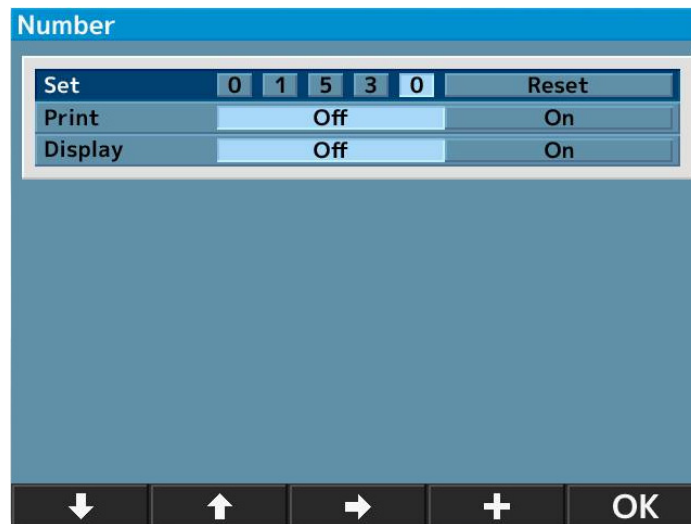 Number
Set 0 1 5 3 0 Reset
Print Off On
Display Off On
OK